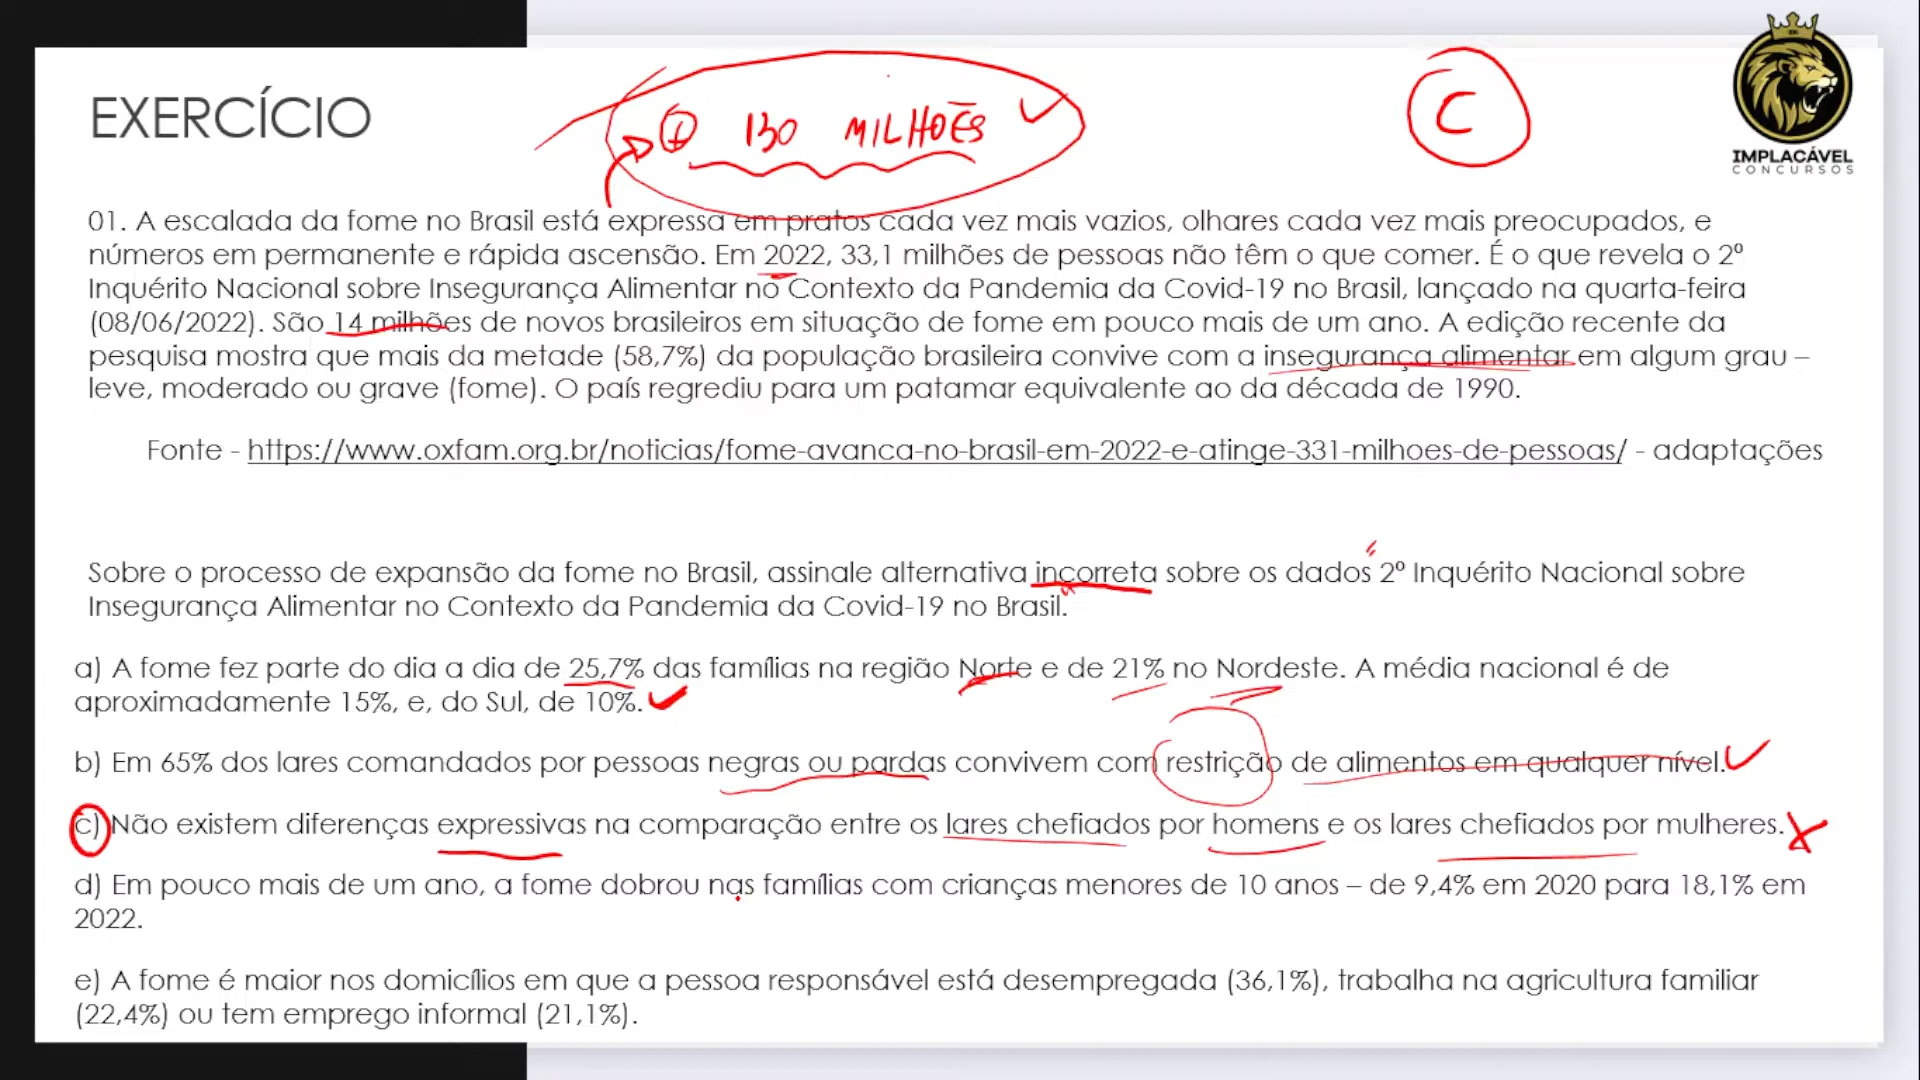 ⊕ 130 MILHÕES
C
IMPLACÁVEL
CONCURSOS
EXERCÍCIO
01. A escalada da fome no Brasil está expressa em pratos cada vez mais vazios, olhares cada vez mais preocupados, e
números em permanente e rápida ascensão. Em 2022, 33,1 milhões de pessoas não têm o que comer. É o que revela o 2º
Inquérito Nacional sobre Insegurança Alimentar no Contexto da Pandemia da Covid-19 no Brasil, lançado na quarta-feira
(08/06/2022). São 14 milhões de novos brasileiros em situação de fome em pouco mais de um ano. A edição recente da
pesquisa mostra que mais da metade (58,7%) da população brasileira convive com a insegurança alimentar em algum grau –
leve, moderado ou grave (fome). O país regrediu para um patamar equivalente ao da década de 1990.
Fonte - https://www.oxfam.org.br/noticias/fome-avanca-no-brasil-em-2022-e-atinge-331-milhoes-de-pessoas/ - adaptações
Sobre o processo de expansão da fome no Brasil, assinale alternativa incorreta sobre os dados 2º Inquérito Nacional sobre
Insegurança Alimentar no Contexto da Pandemia da Covid-19 no Brasil.
a) A fome fez parte do dia a dia de 25,7% das famílias na região Norte e de 21% no Nordeste. A média nacional é de
aproximadamente 15%, e, do Sul, de 10%.
b) Em 65% dos lares comandados por pessoas negras ou pardas convivem com restrição de alimentos em qualquer nível.
c) Não existem diferenças expressivas na comparação entre os lares chefiados por homens e os lares chefiados por mulheres.
d) Em pouco mais de um ano, a fome dobrou nas famílias com crianças menores de 10 anos – de 9,4% em 2020 para 18,1% em
2022.
e) A fome é maior nos domicílios em que a pessoa responsável está desempregada (36,1%), trabalha na agricultura familiar
(22,4%) ou tem emprego informal (21,1%).